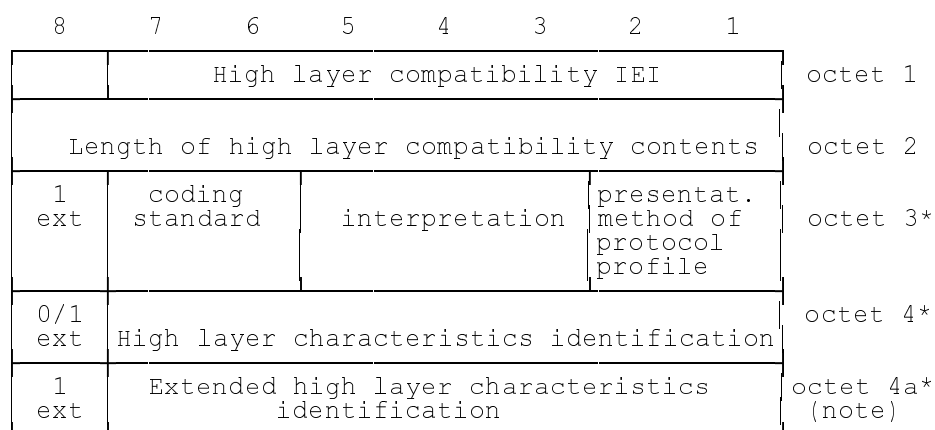 8 7 6 5 4 3 2 1
High layer compatibility IEI octet 1
Length of high layer compatibility contents octet 2
1 coding presentat.
ext standard interpretation method of octet 3*
protocol
profile
0/1 octet 4*
ext High layer characteristics identification
1 Extended high layer characteristics octet 4a*
ext identification (note)